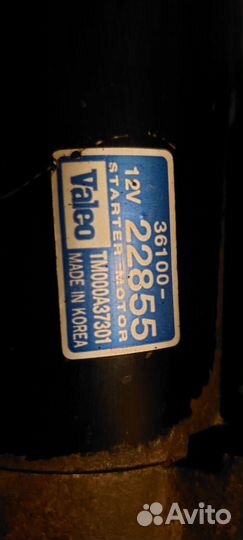 36100-
22855
12V
STARTER-MOTOR
Valeo
TM000A37301
MADE IN KOREA
Avito